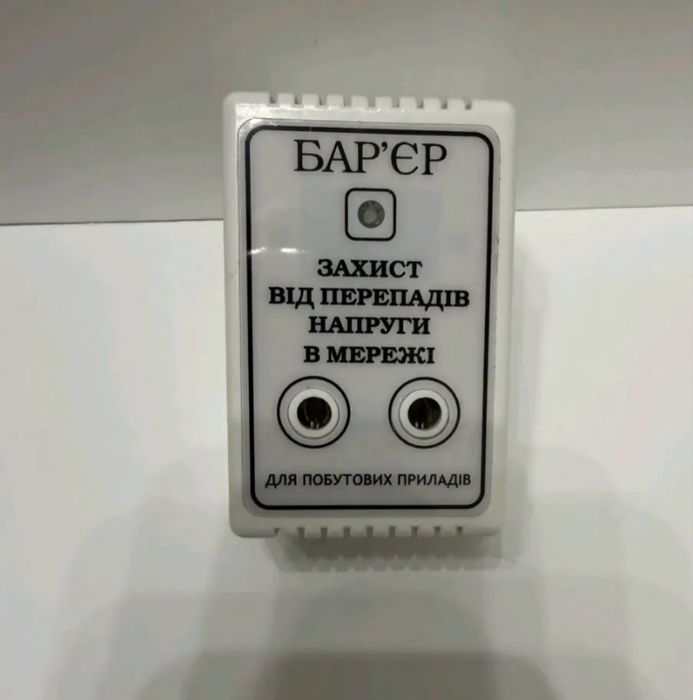 БАР’ЄР
ЗАХИСТ
ВІД ПЕРЕПАДІВ
НАПРУГИ
В МЕРЕЖІ
ДЛЯ ПОБУТОВИХ ПРИЛАДІВ